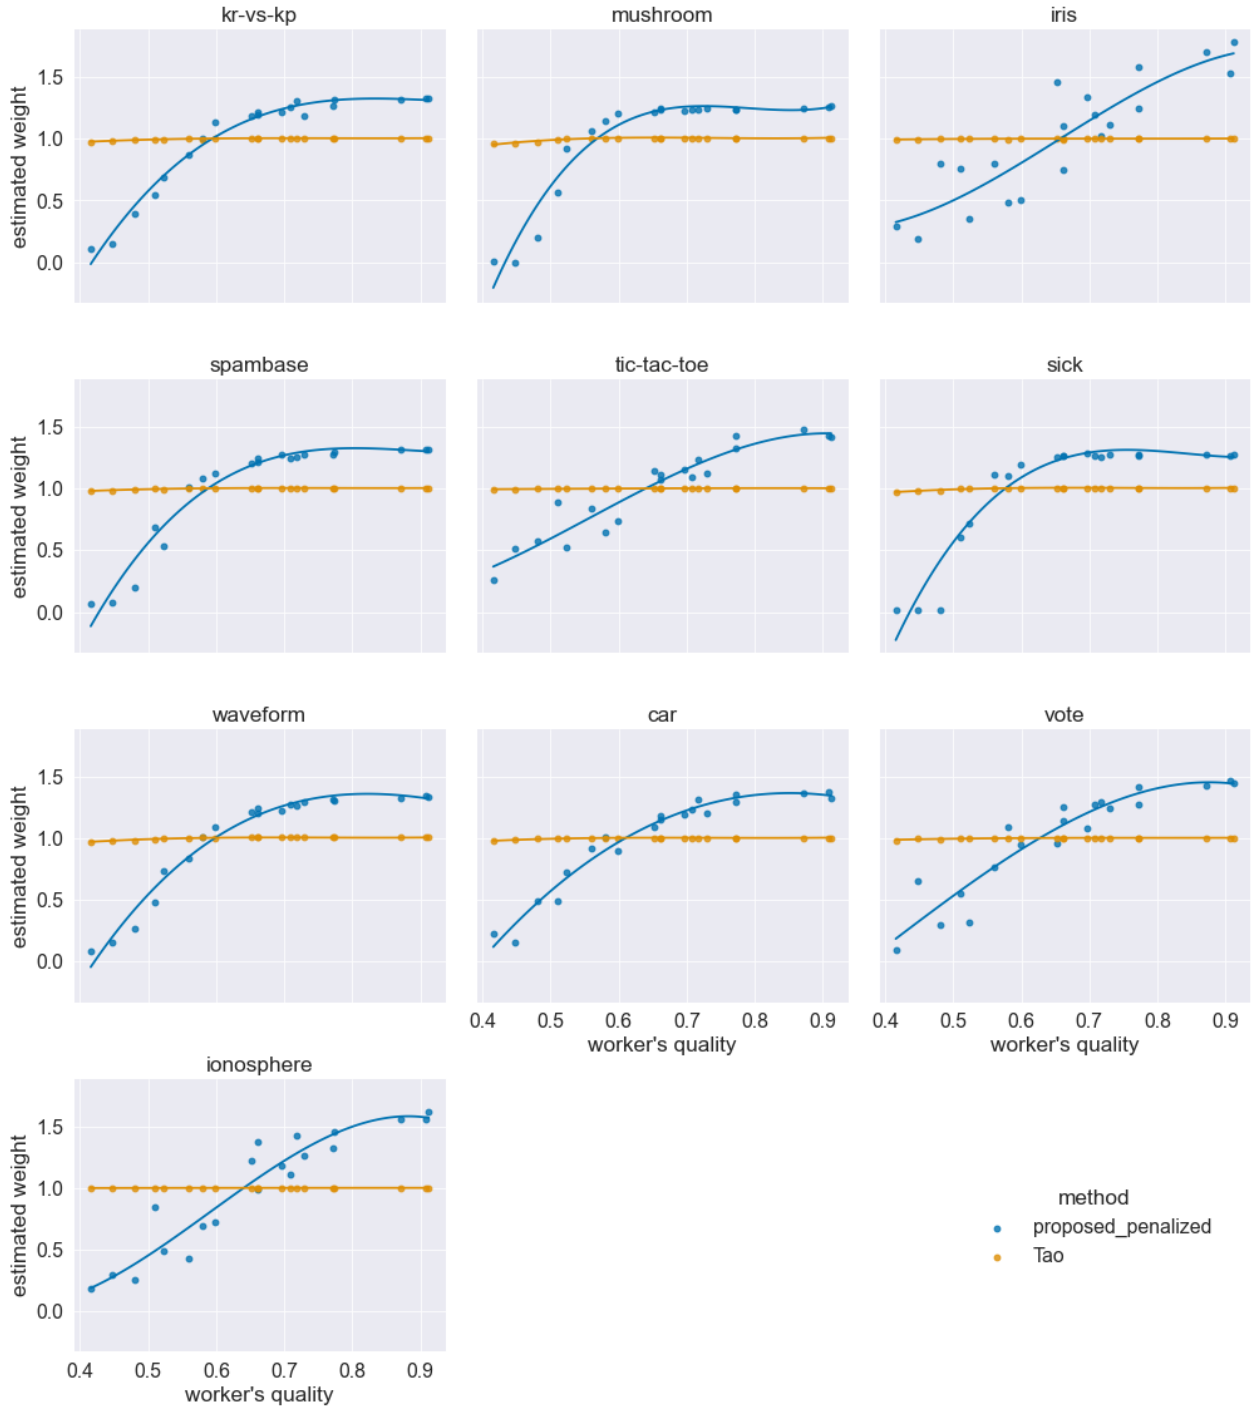 kr-vs-kp
mushroom
iris
estimated weight
1.5
1.0
0.5
0.0
spambase
tic-tac-toe
sick
estimated weight
1.5
1.0
0.5
0.0
waveform
car
vote
estimated weight
1.5
1.0
0.5
0.0
0.4 0.5 0.6 0.7 0.8 0.9
worker's quality
0.4 0.5 0.6 0.7 0.8 0.9
worker's quality
ionosphere
estimated weight
1.5
1.0
0.5
0.0
0.4 0.5 0.6 0.7 0.8 0.9
worker's quality
method
proposed_penalized
Tao